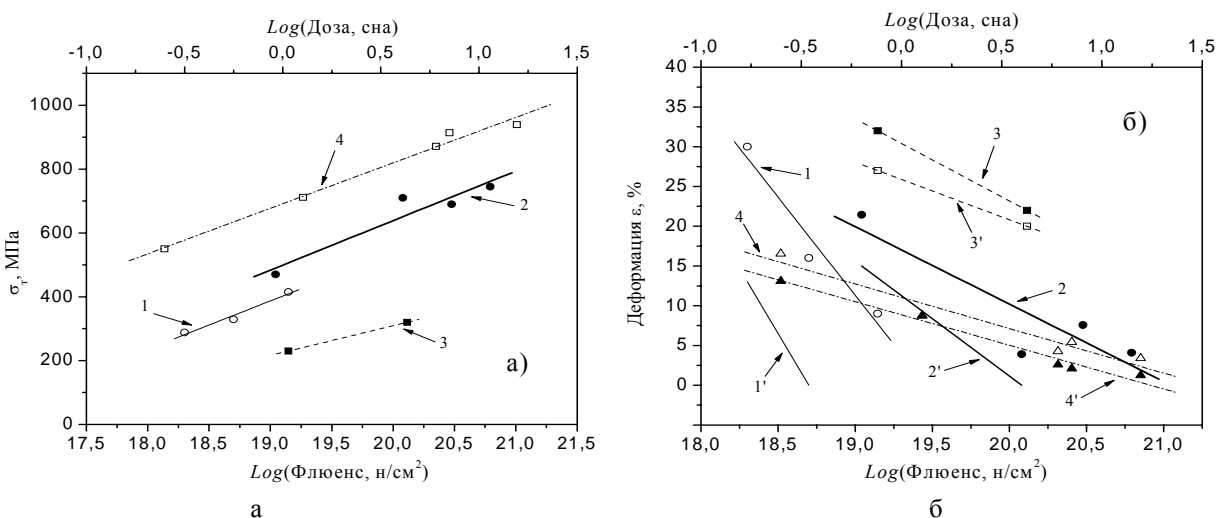 а
Log(Доза, сна)
-1,0 -0,5 0,0 0,5 1,0 1,5
σт, МПа
1000
800
600
400
200
0
4
2
1
3
а)
17,5 18,0 18,5 19,0 19,5 20,0 20,5 21,0 21,5
Log(Флюенс, н/см²)
а
Log(Доза, сна)
-1,0 -0,5 0,0 0,5 1,0 1,5
Деформация ε, %
40
35
30
25
20
15
10
5
0
б)
1
3
3'
4
2
1'
2'
4'
18,0 18,5 19,0 19,5 20,0 20,5 21,0
Log(Флюенс, н/см²)
б